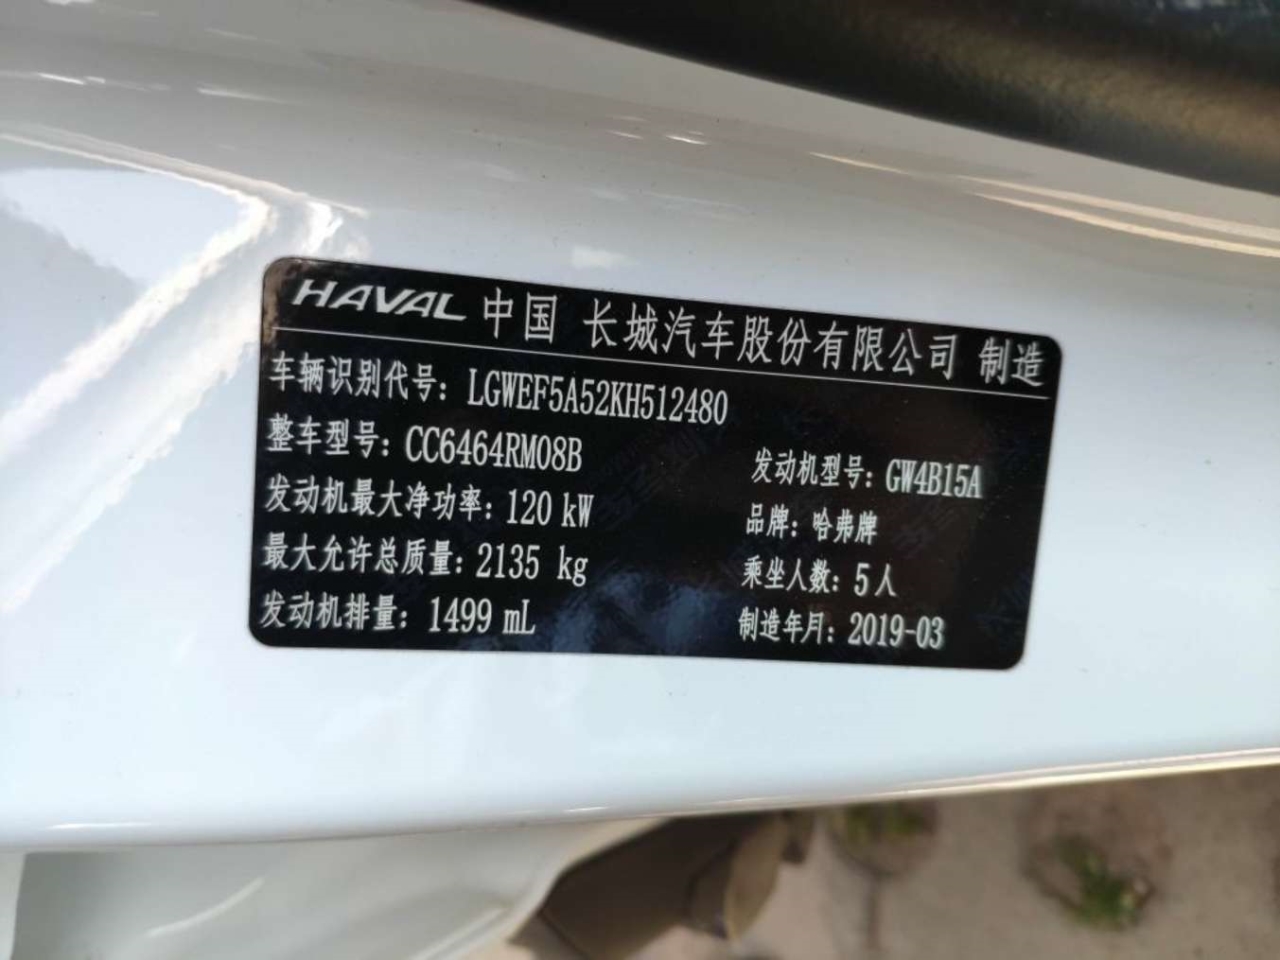 HAVAL 中国 长城汽车股份有限公司 制造
车辆识别代号：LGWEF5A52KH512480
整车型号：CC6464RM08B 发动机型号：GW4B15A
发动机最大净功率：120 kW 品牌：哈弗牌
最大允许总质量：2135 kg 乘坐人数：5人
发动机排量：1499 mL 制造年月：2019-03